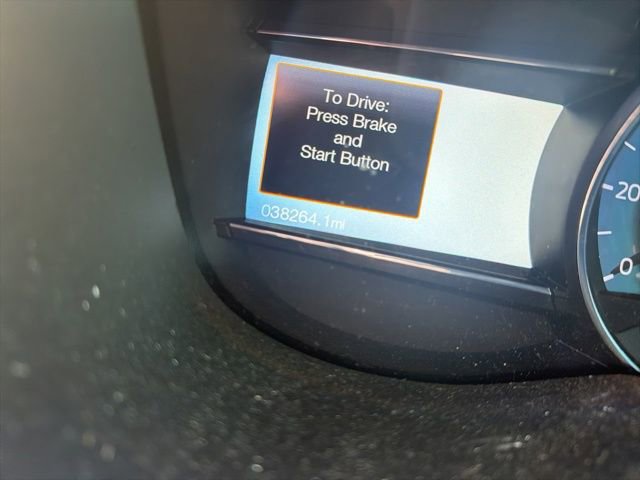 To Drive:
Press Brake
and
Start Button
038264.1mi
20
0